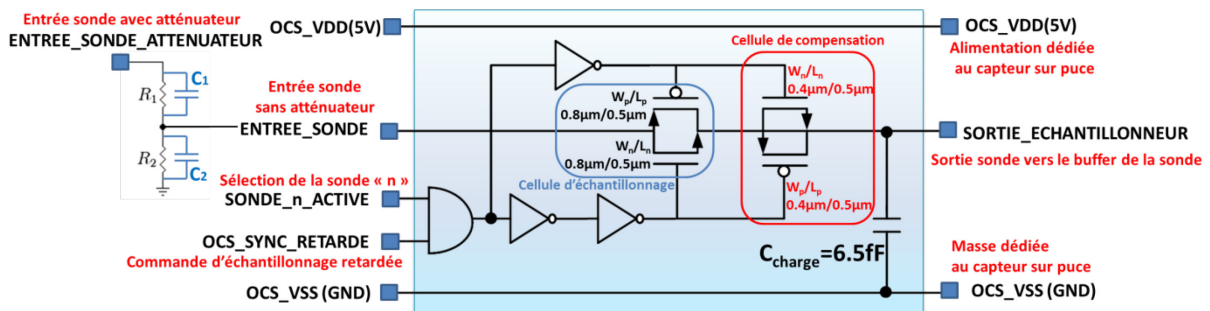 Entrée sonde avec atténuateur
ENTREE_SONDE_ATTENUATEUR
C1
R1
R2
C2
OCS_VDD(5V)
Entrée sonde
sans atténuateur
ENTREE_SONDE
Sélection de la sonde « n »
SONDE_n_ACTIVE
OCS_SYNC_RETARDE
Commande d’échantillonnage retardée
OCS_VSS (GND)
Wp/Lp
0.8µm/0.5µm
Wn/Ln
0.8µm/0.5µm
Cellule d’échantillonnage
Cellule de compensation
Wn/Ln
0.4µm/0.5µm
Wp/Lp
0.4µm/0.5µm
Ccharge=6.5fF
OCS_VDD(5V)
Alimentation dédiée
au capteur sur puce
SORTIE_ECHANTILLONEUR
Sortie sonde vers le buffer de la sonde
Masse dédiée
au capteur sur puce
OCS_VSS (GND)